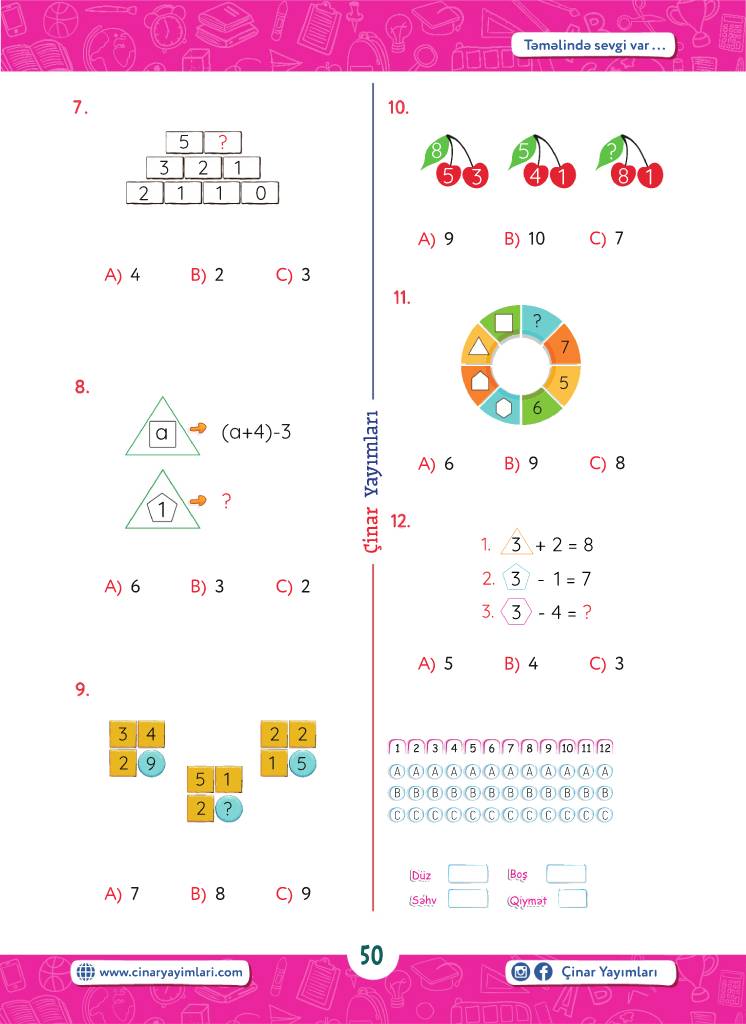 Təməlində sevgi var ...
7.
5 ?
3 2 1
2 1 1 0
A) 4 B) 2 C) 3
8.
a (a+4)-3
1 ?
A) 6 B) 3 C) 2
9.
3 4
2 9
5 1
2 ?
2 2
1 5
A) 7 B) 8 C) 9
Çinar Yayımları
10.
8 5 ?
5 3 4 1 8 1
A) 9 B) 10 C) 7
11.
?
7
5
6
A) 6 B) 9 C) 8
12.
1. 3 + 2 = 8
2. 3 - 1 = 7
3. 3 - 4 = ?
A) 5 B) 4 C) 3
1 2 3 4 5 6 7 8 9 10 11 12
A A A A A A A A A A A A
B B B B B B B B B B B B
C C C C C C C C C C C C
Düz Boş
Səhv Qiymət
www.cinaryayimlari.com
50
Çinar Yayımları